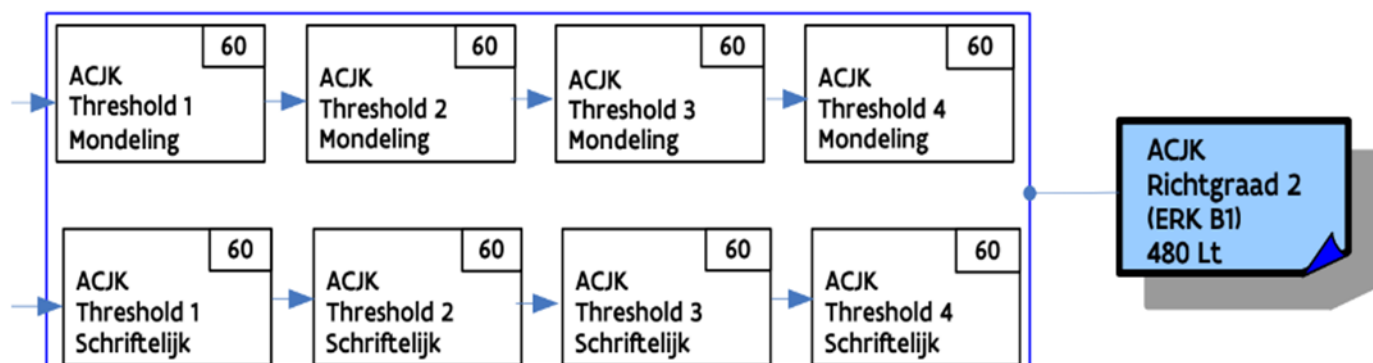 60
ACJK
Threshold 1
Mondeling
60
ACJK
Threshold 2
Mondeling
60
ACJK
Threshold 3
Mondeling
60
ACJK
Threshold 4
Mondeling
ACJK
Richtgraad 2
(ERK B1)
480 Lt
60
ACJK
Threshold 1
Schriftelijk
60
ACJK
Threshold 2
Schriftelijk
60
ACJK
Threshold 3
Schriftelijk
60
ACJK
Threshold 4
Schriftelijk